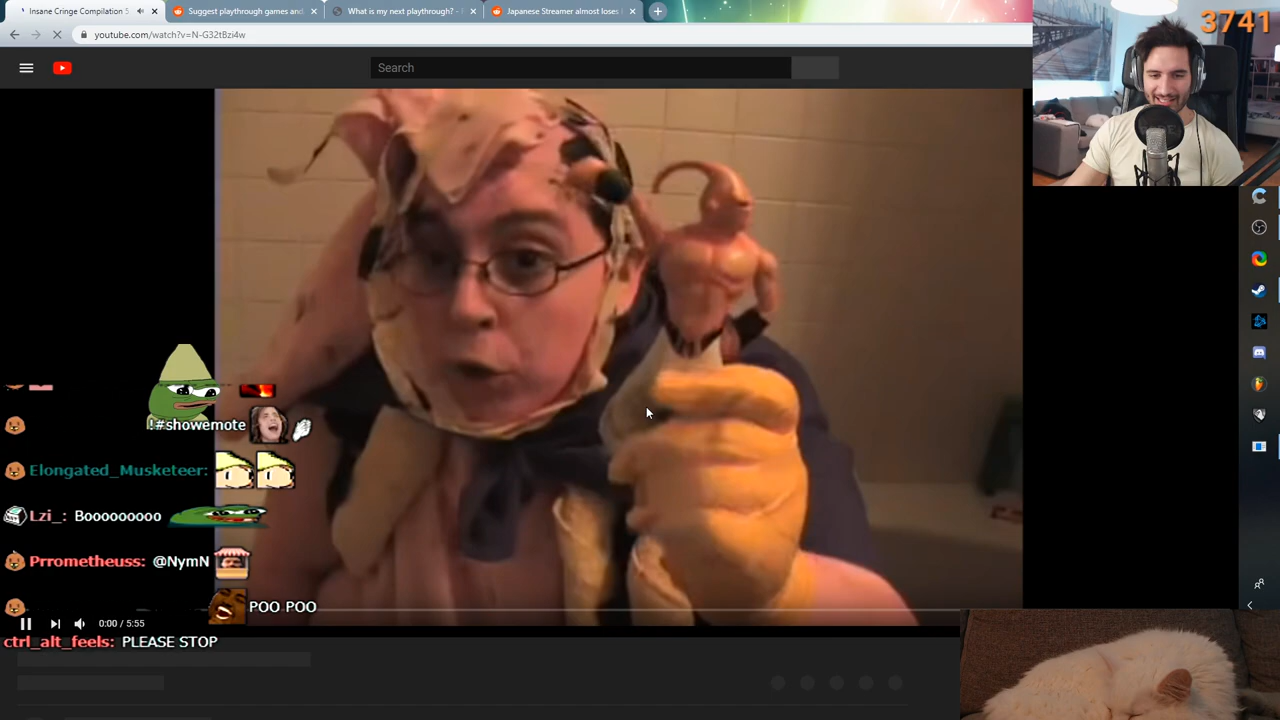 Insane Cringe Compilation 5
Suggest playthrough games and
What is my next playthrough? -
Japanese Streamer almost loses
3741
youtube.com/watch?v=N-G32tBzi4w
Search
!#showemote
Elongated_Musketeer:
Lzi_: Booooooooo
Prrometheuss: @NymN
POO POO
0:00 / 5:55
ctrl_alt_feels: PLEASE STOP